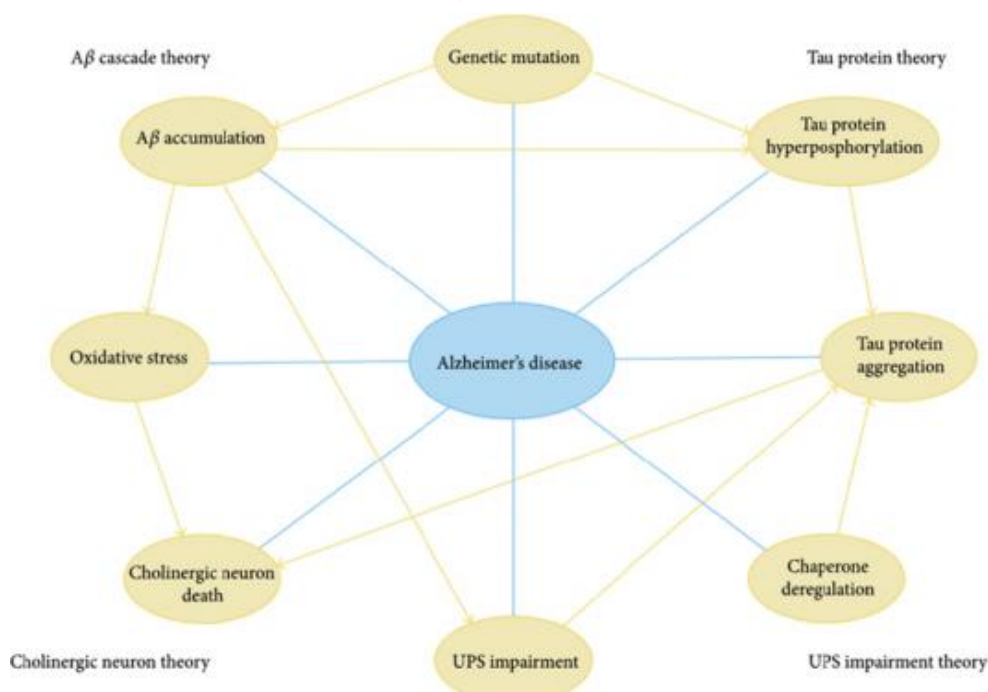 Aβ cascade theory
Genetic mutation
Tau protein theory
Aβ accumulation
Tau protein
hyperposphorylation
Oxidative stress
Alzheimer's disease
Tau protein
aggregation
Cholinergic neuron
death
Chaperone
deregulation
Cholinergic neuron theory
UPS impairment
UPS impairment theory